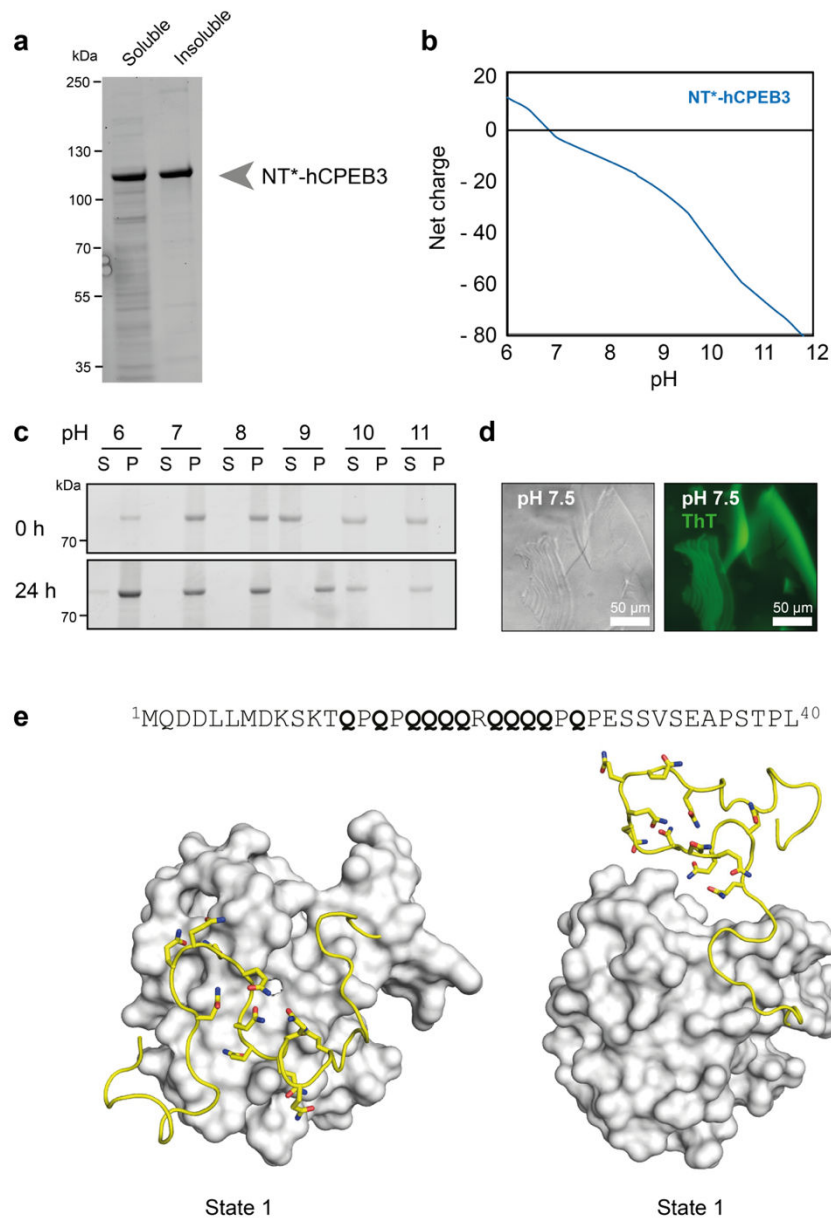 a
kDa
Soluble
Insoluble
250
130
100
70
55
35
NT*-hCPEB3
b
NT*-hCPEB3
Net charge
20
0
- 20
- 40
- 60
- 80
6 7 8 9 10 11 12
pH
c
pH 6 7 8 9 10 11
S P S P S P S P S P S P
kDa
0 h
70
24 h
70
d
pH 7.5
50 µm
pH 7.5
ThT
50 µm
e
¹MQDDLLMDKSKTQPQPQQQQRQQQQPQPESSVSEAPSTPL⁴⁰
State 1
State 1